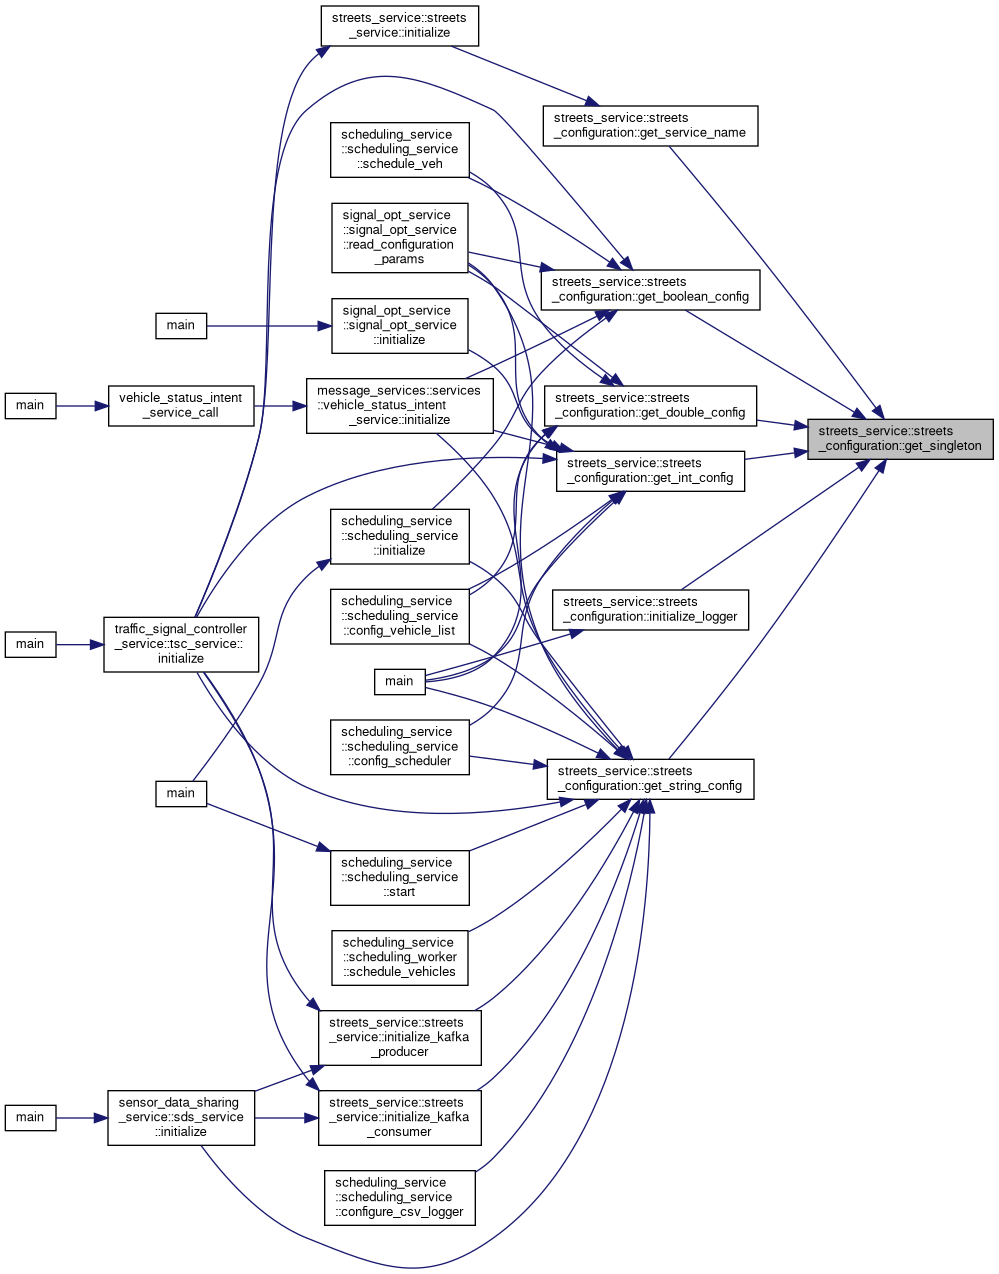 streets_service::streets
_service::initialize
streets_service::streets
_configuration::get_service_name
scheduling_service
::scheduling_service
::schedule_veh
signal_opt_service
::signal_opt_service
::read_configuration
_params
streets_service::streets
_configuration::get_boolean_config
signal_opt_service
::signal_opt_service
::initialize
main
message_services::services
::vehicle_status_intent
_service::initialize
vehicle_status_intent
_service_call
main
streets_service::streets
_configuration::get_double_config
streets_service::streets
_configuration::get_singleton
streets_service::streets
_configuration::get_int_config
scheduling_service
::scheduling_service
::initialize
scheduling_service
::scheduling_service
::config_vehicle_list
streets_service::streets
_configuration::initialize_logger
traffic_signal_controller
_service::tsc_service::
initialize
main
main
scheduling_service
::scheduling_service
::config_scheduler
streets_service::streets
_configuration::get_string_config
main
scheduling_service
::scheduling_service
::start
scheduling_service
::scheduling_worker
::schedule_vehicles
streets_service::streets
_service::initialize_kafka
_producer
sensor_data_sharing
_service::sds_service
::initialize
main
streets_service::streets
_service::initialize_kafka
_consumer
scheduling_service
::scheduling_service
::configure_csv_logger